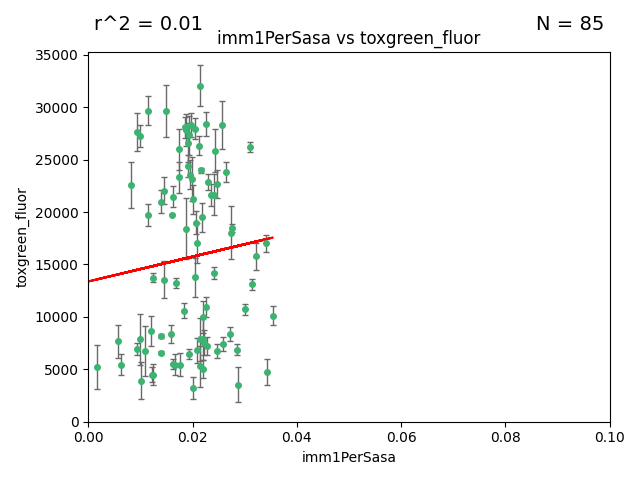 r^2 = 0.01
N = 85
imm1PerSasa vs toxgreen_fluor
35000
30000
25000
20000
15000
10000
5000
0
toxgreen_fluor
0.00
0.02
0.04
0.06
0.08
0.10
imm1PerSasa